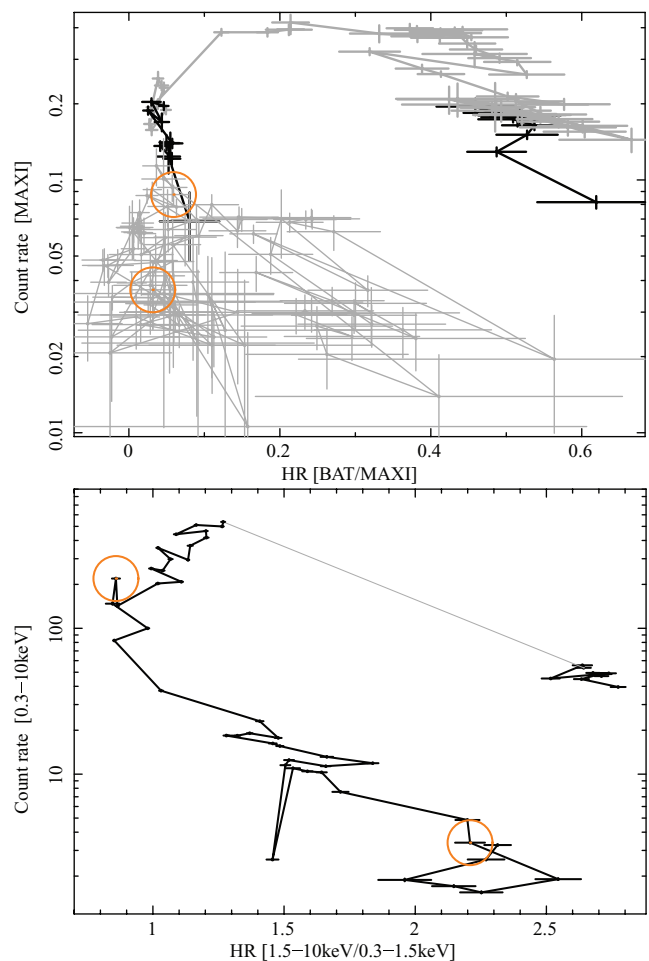 0.2
0.1
0.05
0.02
0.01
Count rate [MAXI]
0 0.2 0.4 0.6
HR [BAT/MAXI]
100
10
Count rate [0.3−10keV]
1 1.5 2 2.5
HR [1.5−10keV/0.3−1.5keV]